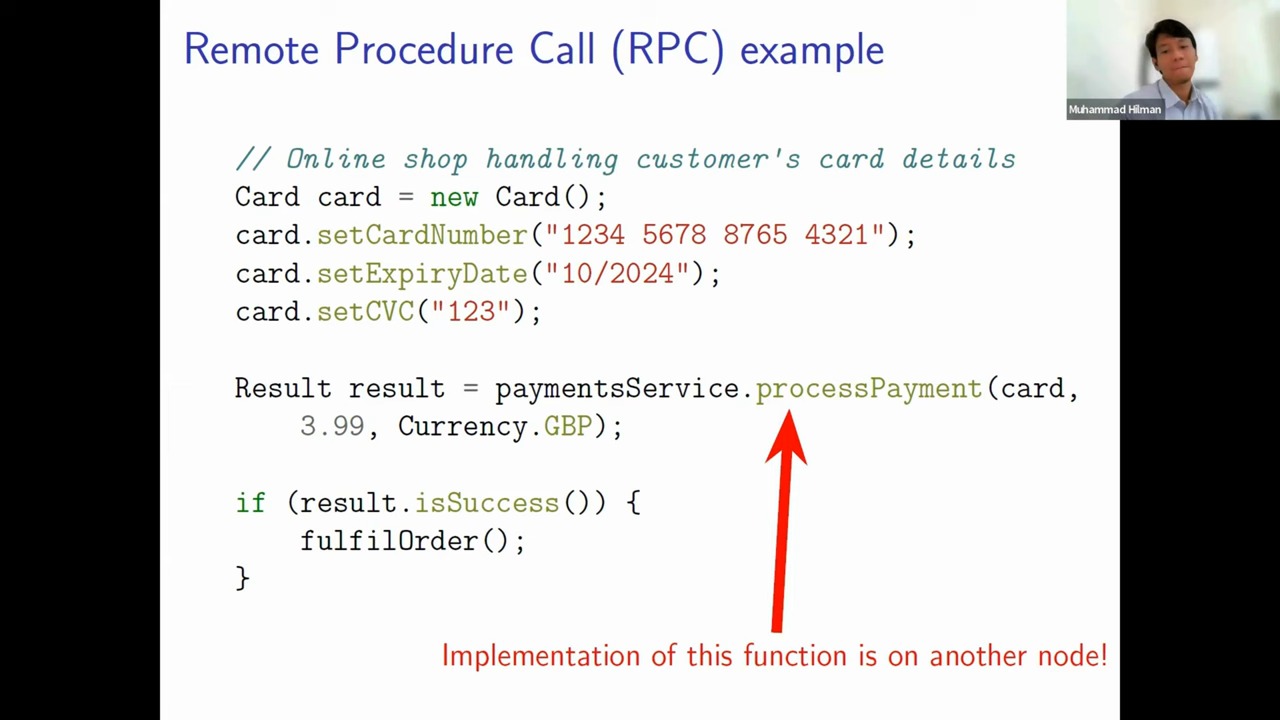 Remote Procedure Call (RPC) example
Muhammad Hilman
// Online shop handling customer's card details
Card card = new Card();
card.setCardNumber("1234 5678 8765 4321");
card.setExpiryDate("10/2024");
card.setCVC("123");
Result result = paymentsService.processPayment(card,
3.99, Currency.GBP);
if (result.isSuccess()) {
fulfilOrder();
}
Implementation of this function is on another node!